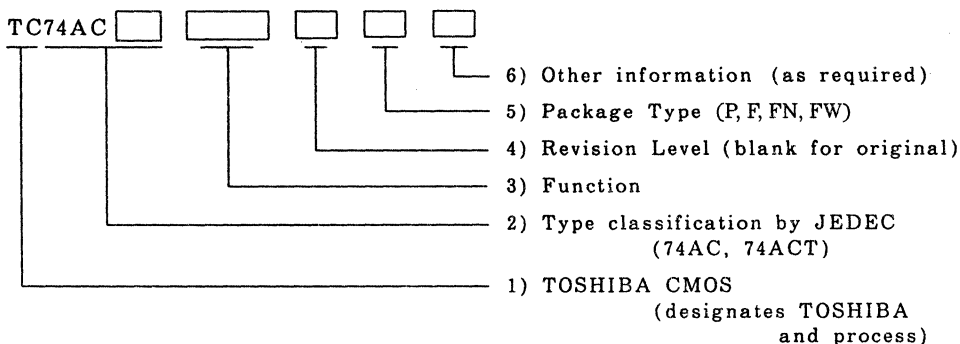 TC74AC
6) Other information (as required)
5) Package Type (P, F, FN, FW)
4) Revision Level (blank for original)
3) Function
2) Type classification by JEDEC
(74AC, 74ACT)
1) TOSHIBA CMOS
(designates TOSHIBA
and process)